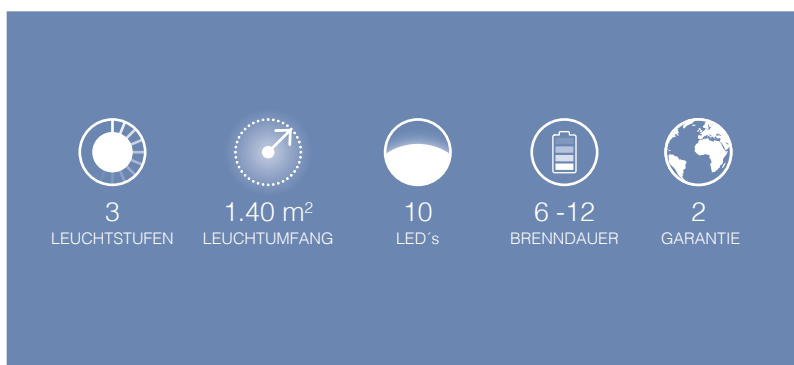 3
LEUCHTSTUFEN
1.40 m²
LEUCHTUMFANG
10
LED´s
6 -12
BRENNDAUER
2
GARANTIE